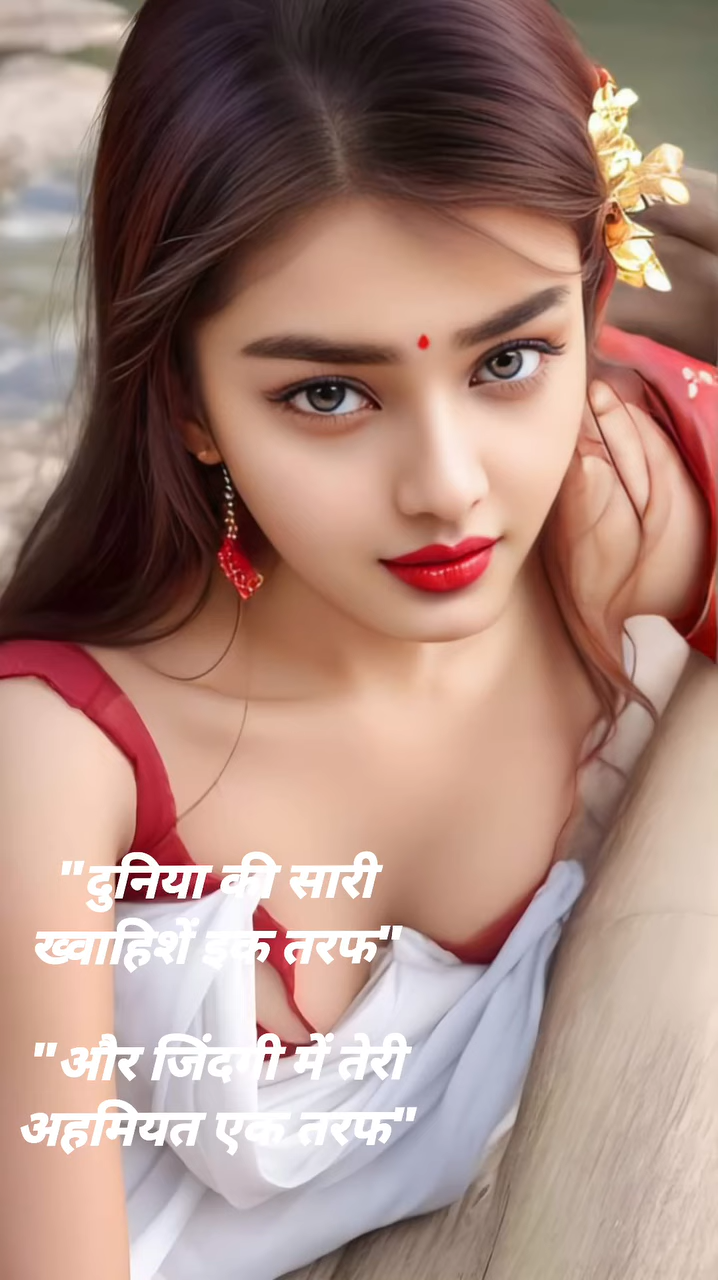 "दुनिया की सारी
ख्वाहिशें इक तरफ"
"और जिंदगी में तेरी
अहमियत एक तरफ"